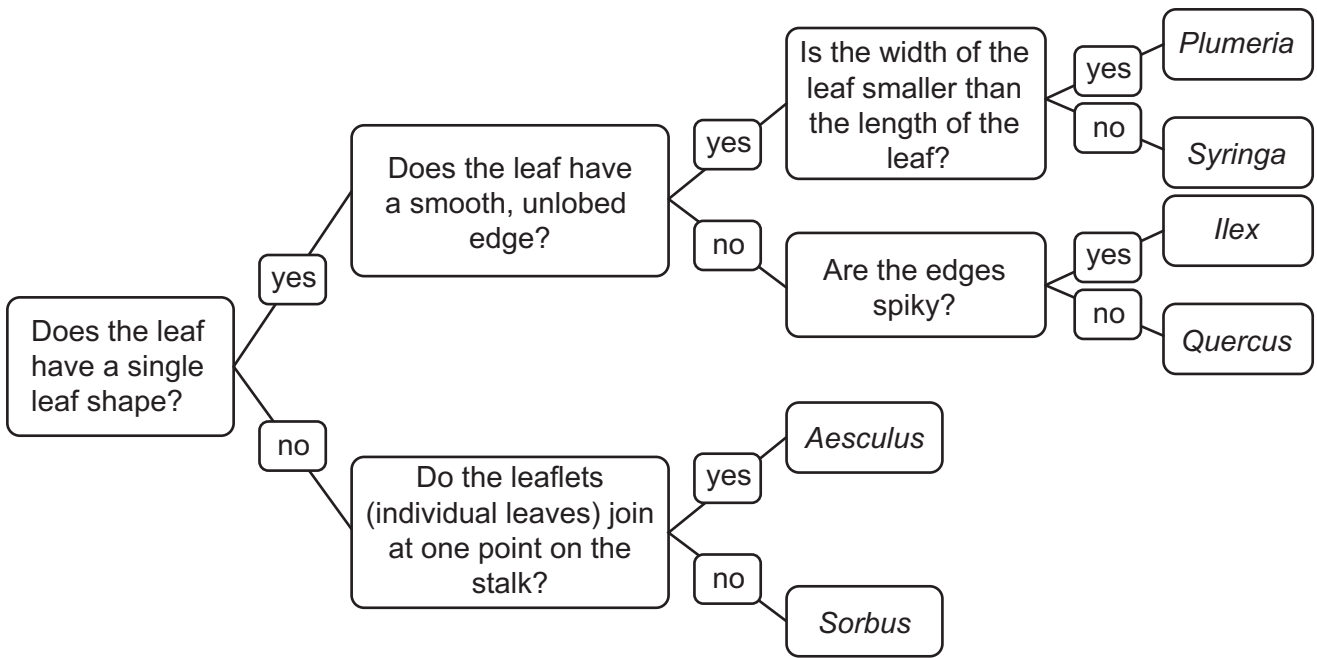 Does the leaf
have a single
leaf shape?
yes
no
Does the leaf have
a smooth, unlobed
edge?
yes
no
Is the width of the
leaf smaller than
the length of the
leaf?
yes
no
Plumeria
Syringa
Are the edges
spiky?
yes
no
Ilex
Quercus
Do the leaflets
(individual leaves) join
at one point on the
stalk?
yes
no
Aesculus
Sorbus